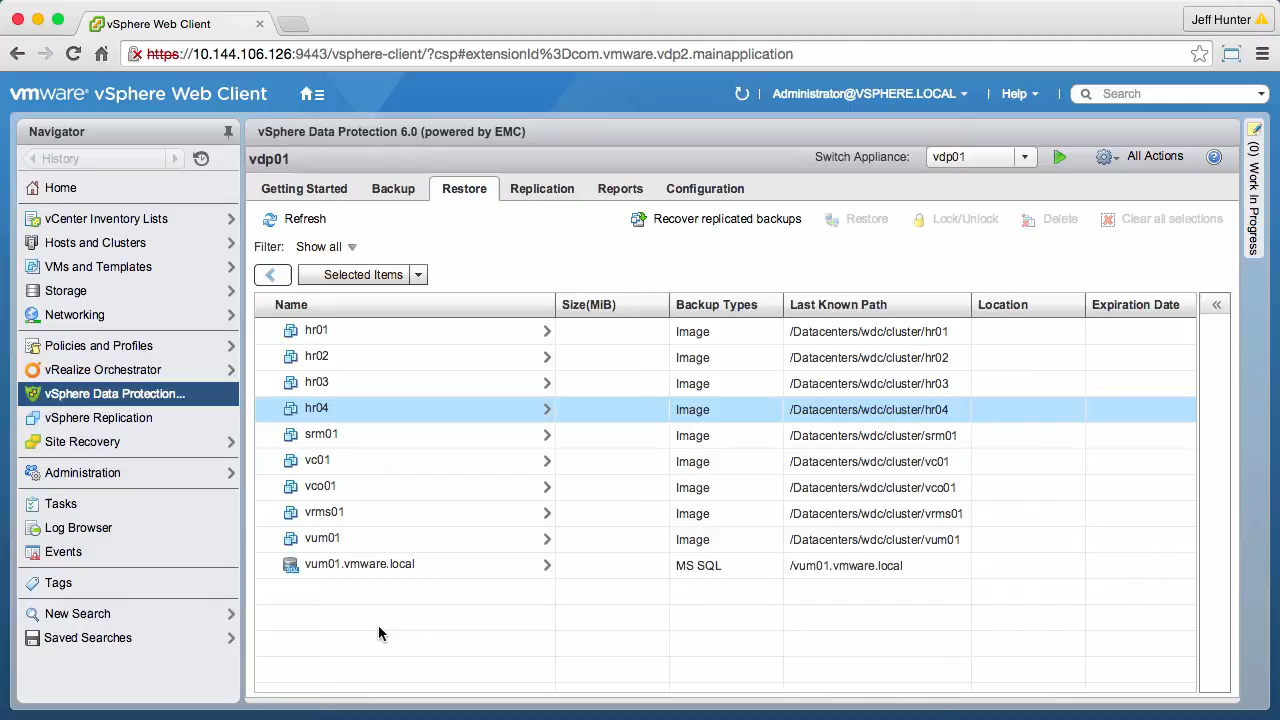 vSphere Web Client
Jeff Hunter
https://10.144.106.126:9443/vsphere-client/?csp#extensionId%3Dcom.vmware.vdp2.mainapplication
vmware® vSphere Web Client
Administrator@VSPHERE.LOCAL
Help
Search
Navigator
History
Home
vCenter Inventory Lists
Hosts and Clusters
VMs and Templates
Storage
Networking
Policies and Profiles
vRealize Orchestrator
vSphere Data Protection...
vSphere Replication
Site Recovery
Administration
Tasks
Log Browser
Events
Tags
New Search
Saved Searches
vSphere Data Protection 6.0 (powered by EMC)
vdp01
Switch Appliance: vdp01 All Actions
Getting Started Backup Restore Replication Reports Configuration
Refresh Recover replicated backups Restore Lock/Unlock Delete Clear all selections
Filter: Show all
Selected Items
Name Size(MiB) Backup Types Last Known Path Location Expiration Date
hr01 Image /Datacenters/wdc/cluster/hr01
hr02 Image /Datacenters/wdc/cluster/hr02
hr03 Image /Datacenters/wdc/cluster/hr03
hr04 Image /Datacenters/wdc/cluster/hr04
srm01 Image /Datacenters/wdc/cluster/srm01
vc01 Image /Datacenters/wdc/cluster/vc01
vco01 Image /Datacenters/wdc/cluster/vco01
vrms01 Image /Datacenters/wdc/cluster/vrms01
vum01 Image /Datacenters/wdc/cluster/vum01
vum01.vmware.local MS SQL /vum01.vmware.local
(0) Work In Progress